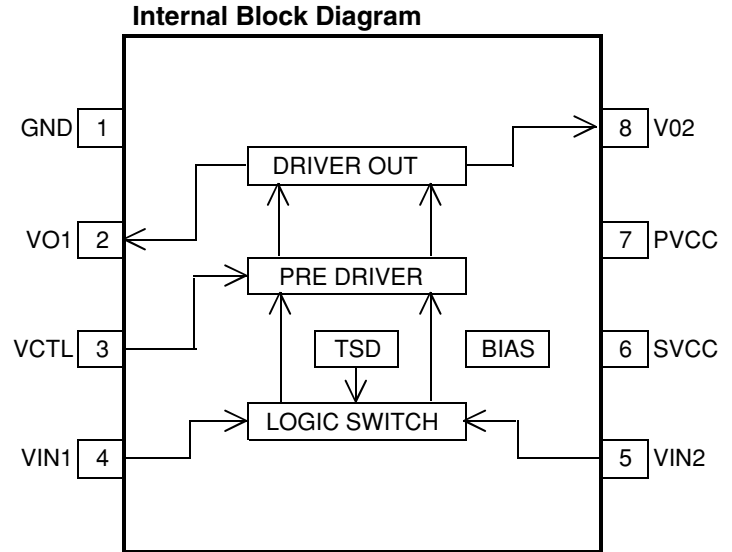 Internal Block Diagram
GND 1
8 V02
DRIVER OUT
VO1 2
7 PVCC
PRE DRIVER
VCTL 3
TSD
BIAS
6 SVCC
LOGIC SWITCH
VIN1 4
5 VIN2